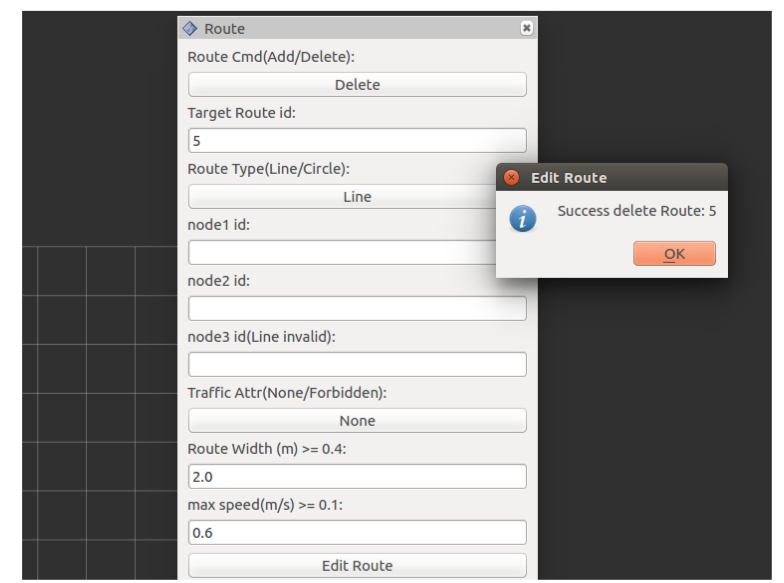 Route
Route Cmd(Add/Delete):
Delete
Target Route id:
5
Route Type(Line/Circle):
Line
node1 id:
node2 id:
node3 id(Line invalid):
Traffic Attr(None/Forbidden):
None
Route Width (m) >= 0.4:
2.0
max speed(m/s) >= 0.1:
0.6
Edit Route
Edit Route
Success delete Route: 5
OK